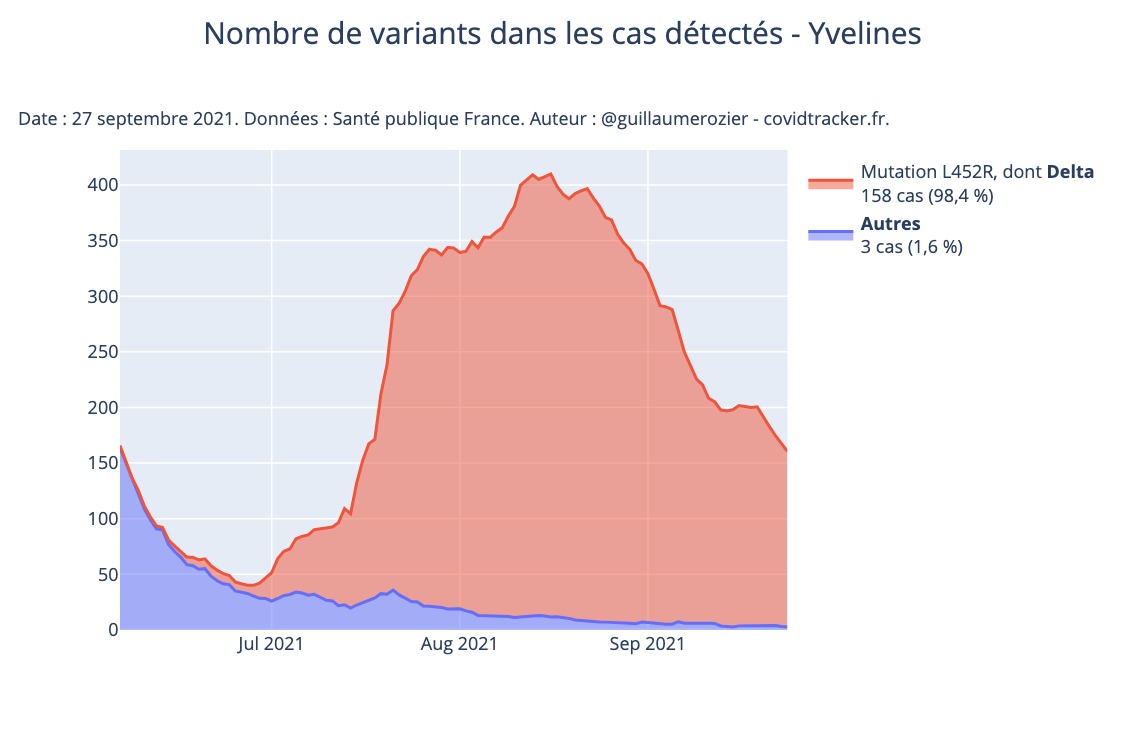 Nombre de variants dans les cas détectés - Yvelines
Date : 27 septembre 2021. Données : Santé publique France. Auteur : @guillaumerozier - covidtracker.fr.
Mutation L452R, dont Delta
158 cas (98,4 %)
Autres
3 cas (1,6 %)
400
350
300
250
200
150
100
50
0
Jul 2021
Aug 2021
Sep 2021